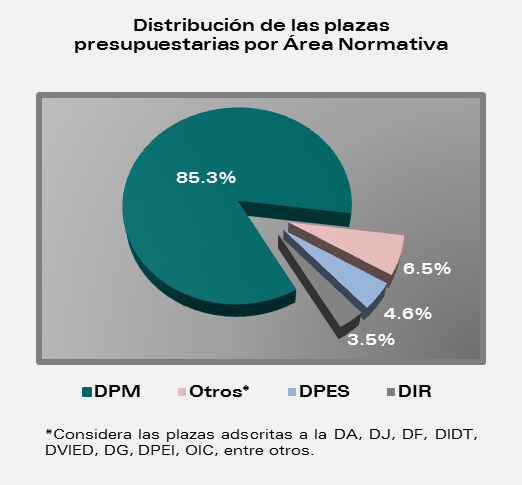 Distribución de las plazas
presupuestarias por Área Normativa
85.3%
6.5%
4.6%
3.5%
DPM Otros* DPES DIR
*Considera las plazas adscritas a la DA, DJ, DF, DIDT,
DVIED, DG, DPEI, OIC, entre otros.